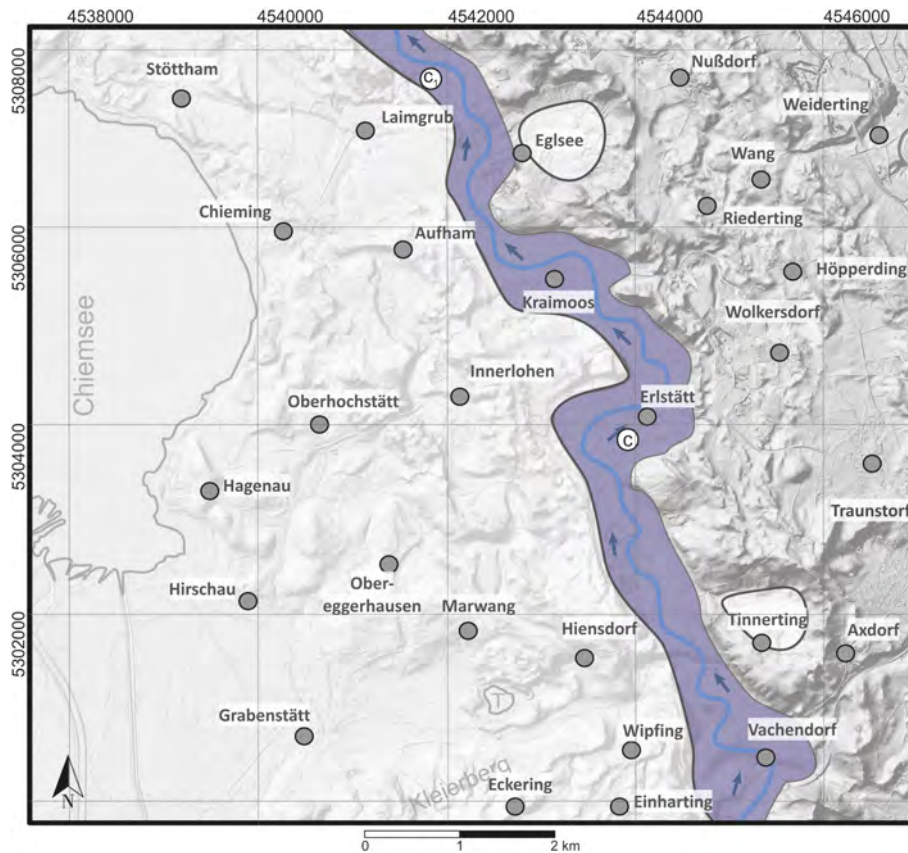 4538000 4540000 4542000 4544000 4546000
5308000
5306000
5304000
5302000
Stöttham
C1
Nußdorf
Weiderting
Laimgrub
Eglsee
Wang
Chieming
Riederting
Aufham
Höpperding
Kraimoos
Wolkersdorf
Chiemsee
Innerlohen
Oberhochstätt
Erlstätt
C
Hagenau
Traunstorf
Ober-
eggerhausen
Hirschau
Marwang
Hiensdorf
Tinnerting
Axdorf
T
Grabenstätt
Wipfing
Vachendorf
Kleierberg
Eckering
Einharting
N
0 1 2 km